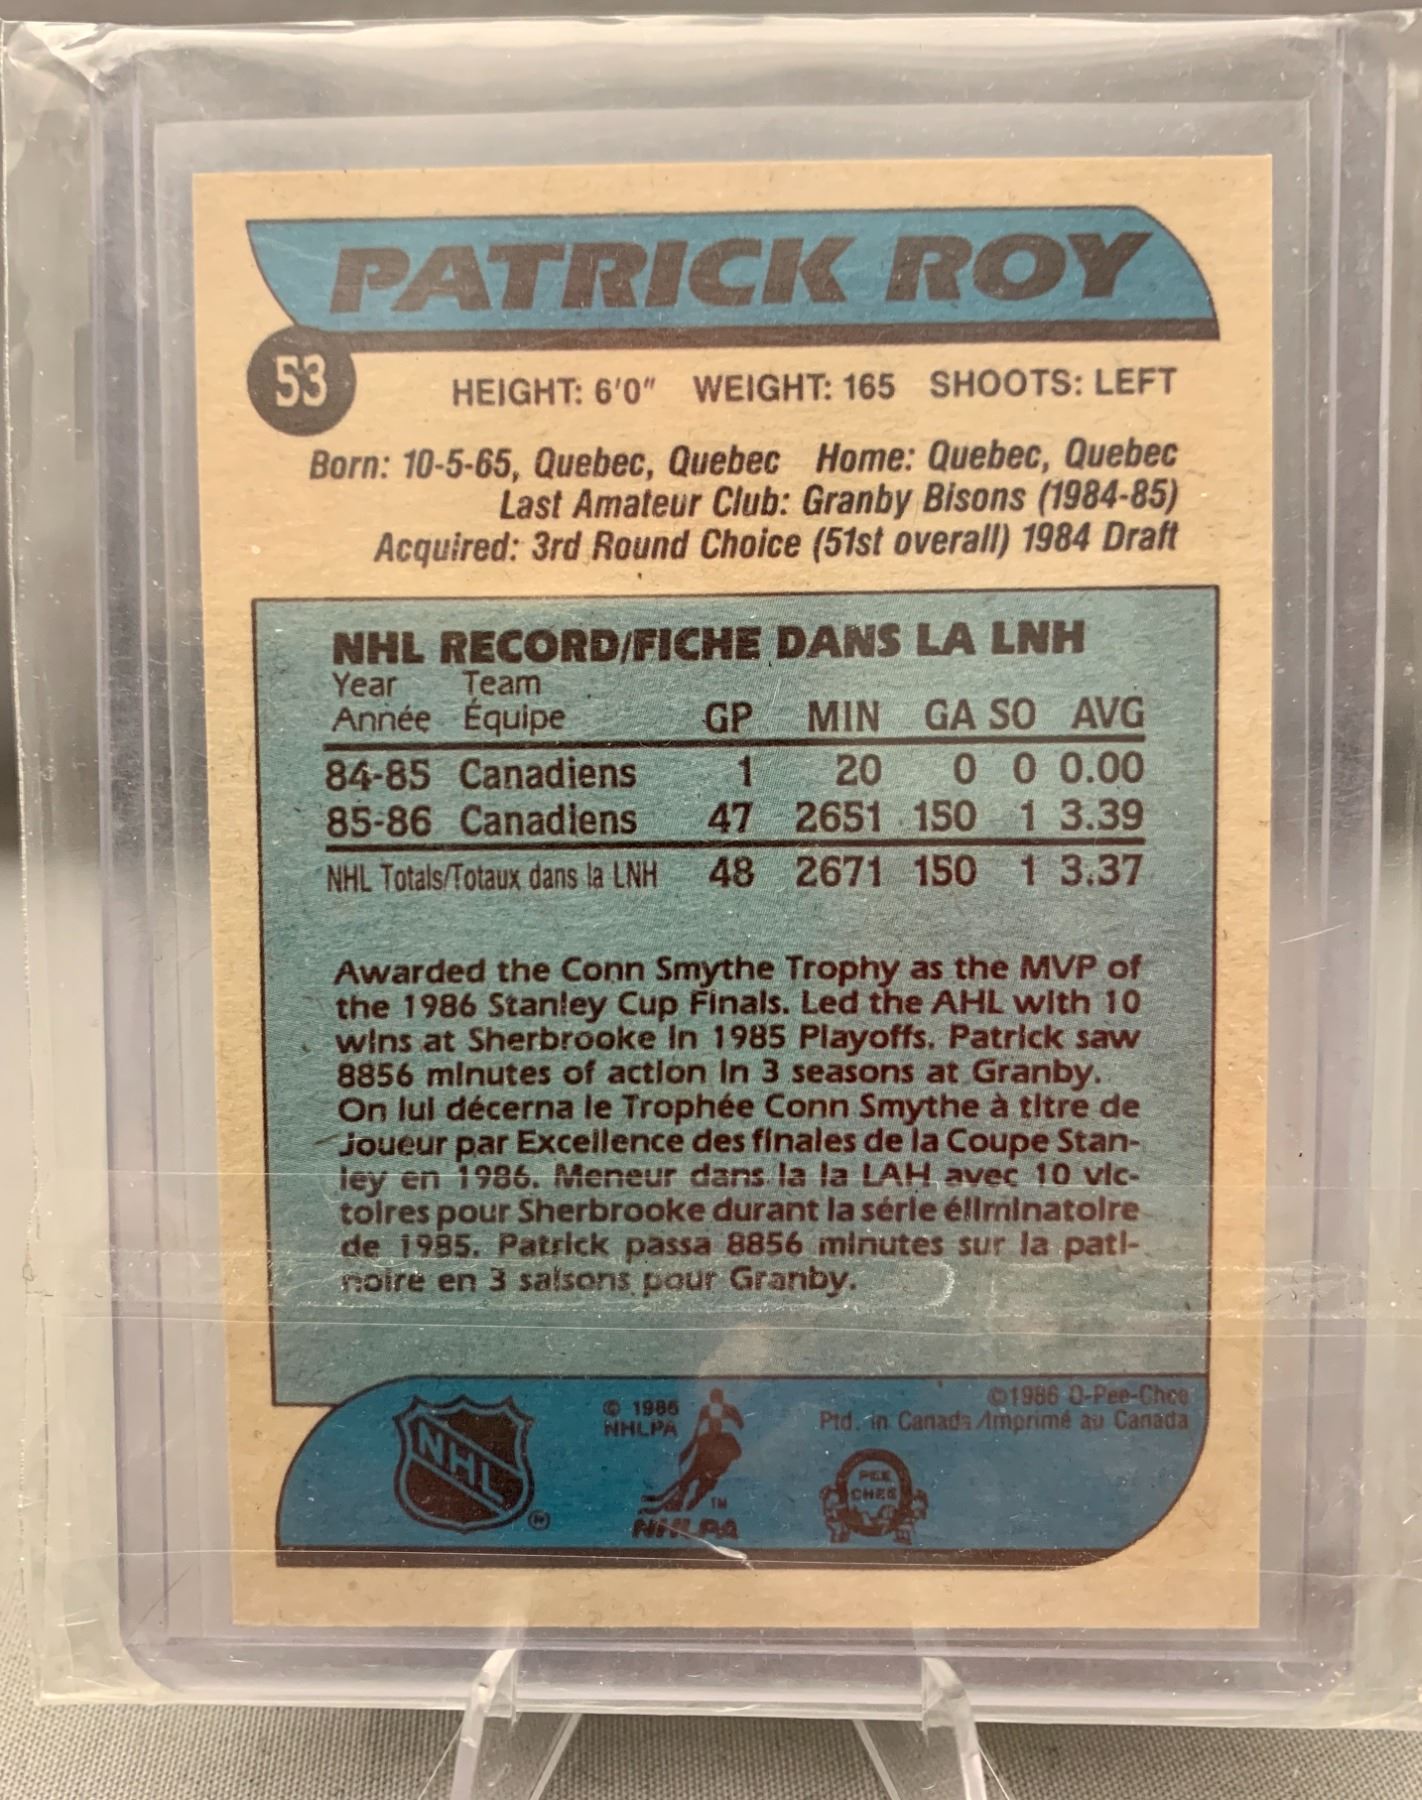 PATRICK ROY
53
HEIGHT: 6'0" WEIGHT: 165 SHOOTS: LEFT
Born: 10-5-65, Quebec, Quebec Home: Quebec, Quebec
Last Amateur Club: Granby Bisons (1984-85)
Acquired: 3rd Round Choice (51st overall) 1984 Draft
NHL RECORD/FICHE DANS LA LNH
Year Team
Année Équipe GP MIN GA SO AVG
84-85 Canadiens 1 20 0 0 0.00
85-86 Canadiens 47 2651 150 1 3.39
NHL Totals/Totaux dans la LNH 48 2671 150 1 3.37
Awarded the Conn Smythe Trophy as the MVP of
the 1986 Stanley Cup Finals. Led the AHL with 10
wins at Sherbrooke in 1985 Playoffs. Patrick saw
8856 minutes of action in 3 seasons at Granby.
On lui décerna le Trophée Conn Smythe à titre de
Joueur par Excellence des finales de la Coupe Stan-
ley en 1986. Meneur dans la la LAH avec 10 vic-
toires pour Sherbrooke durant la série éliminatoire
de 1985. Patrick passa 8856 minutes sur la pati-
noire en 3 saisons pour Granby.
©1986 O-Pee-Chee
Ptd. in Canada/Imprimé au Canada
© 1986
NHLPA
NHL
®
TM
NHLPA
PEE
CHEE